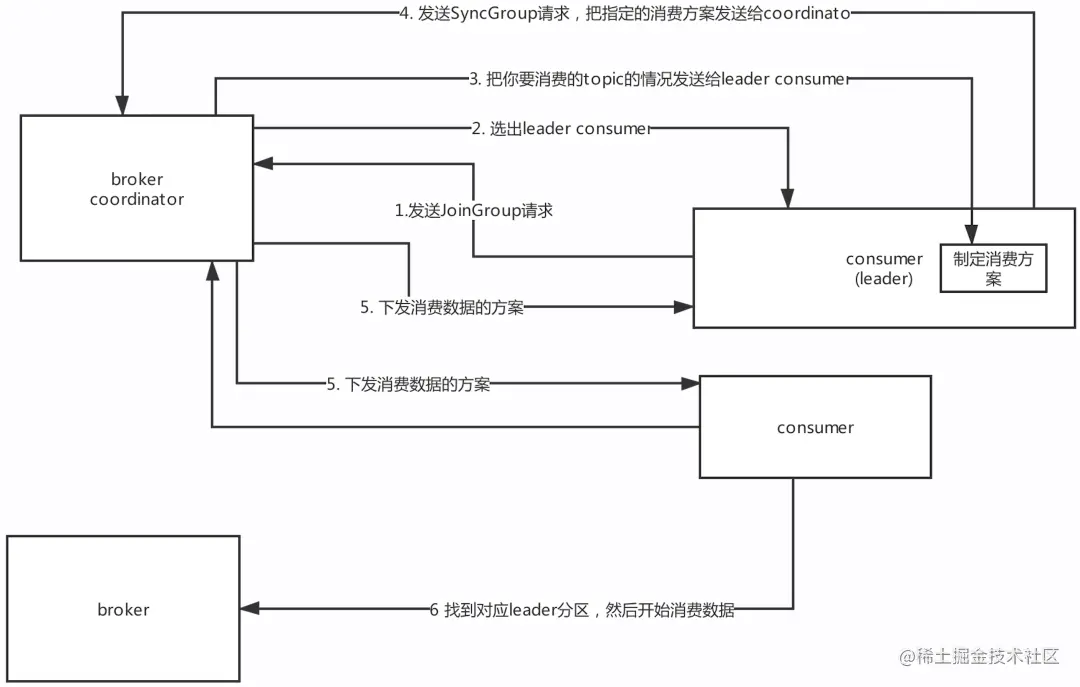 4. 发送SyncGroup请求，把指定的消费方案发送给coordinato
3. 把你要消费的topic的情况发送给leader consumer
2. 选出leader consumer
broker
coordinator
1.发送JoinGroup请求
consumer
(leader)
制定消费方
案
5. 下发消费数据的方案
5. 下发消费数据的方案
consumer
broker
6 找到对应leader分区，然后开始消费数据
@稀土掘金技术社区